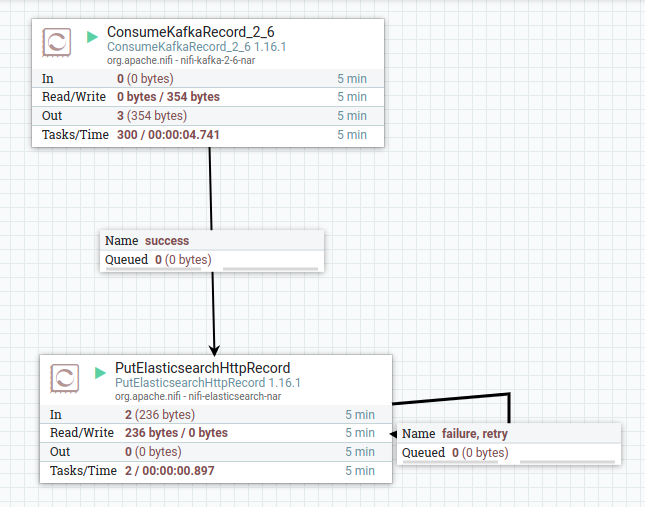 ConsumeKafkaRecord_2_6
ConsumeKafkaRecord_2_6 1.16.1
org.apache.nifi - nifi-kafka-2-6-nar
In 0 (0 bytes) 5 min
Read/Write 0 bytes / 354 bytes 5 min
Out 3 (354 bytes) 5 min
Tasks/Time 300 / 00:00:04.741 5 min
Name success
Queued 0 (0 bytes)
PutElasticsearchHttpRecord
PutElasticsearchHttpRecord 1.16.1
org.apache.nifi - nifi-elasticsearch-nar
In 2 (236 bytes) 5 min
Read/Write 236 bytes / 0 bytes 5 min
Out 0 (0 bytes) 5 min
Tasks/Time 2 / 00:00:00.897 5 min
Name failure, retry
Queued 0 (0 bytes)